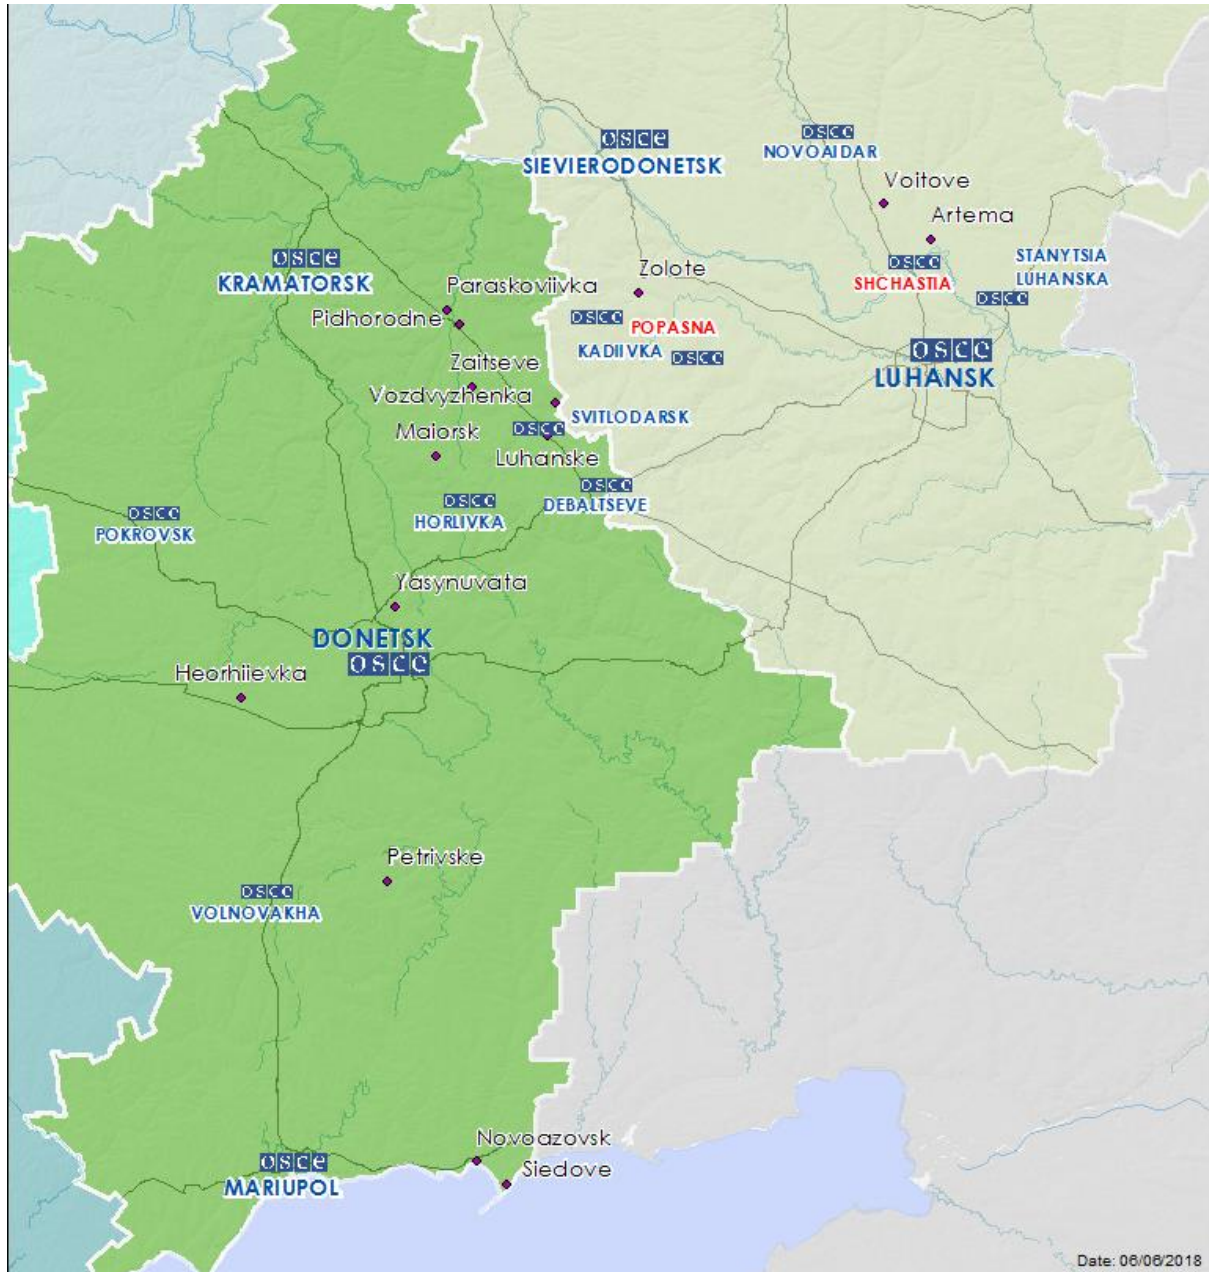 osce
SIEVIERODONETSK
OSCE
NOVOAIDAR
Voitove
Artema
osce
KRAMATORSK
OSCE
SHCHASTIA
STANYTSIA
LUHANSKA
OSCE
Zolote
Paraskoviivka
Pidhorodne
OSCE
POPASNA
KADIIVKA
OSCE
osce
LUHANSK
Zaitseve
Vozdvyzhenka
SVITLODARSK
OSCE
Maiorsk
Luhanske
OSCE
DEBALTSEVE
OSCE
HORLIVKA
OSCE
POKROVSK
Yasynuvata
DONETSK
osce
Heorhiievka
Petrivske
OSCE
VOLNOVAKHA
Novoazovsk
Siedove
osce
MARIUPOL
Date: 06/06/2018